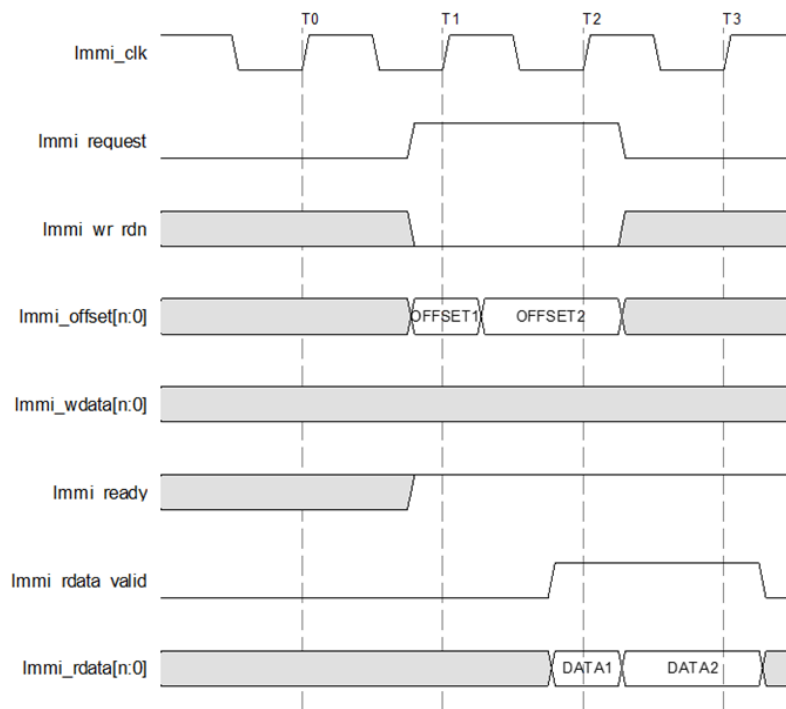 T0 T1 T2 T3
lmmi_clk
lmmi request
lmmi wr rdn
lmmi_offset[n:0]
OFFSET1 OFFSET2
lmmi_wdata[n:0]
lmmi ready
lmmi rdata valid
lmmi_rdata[n:0]
DATA1 DATA2